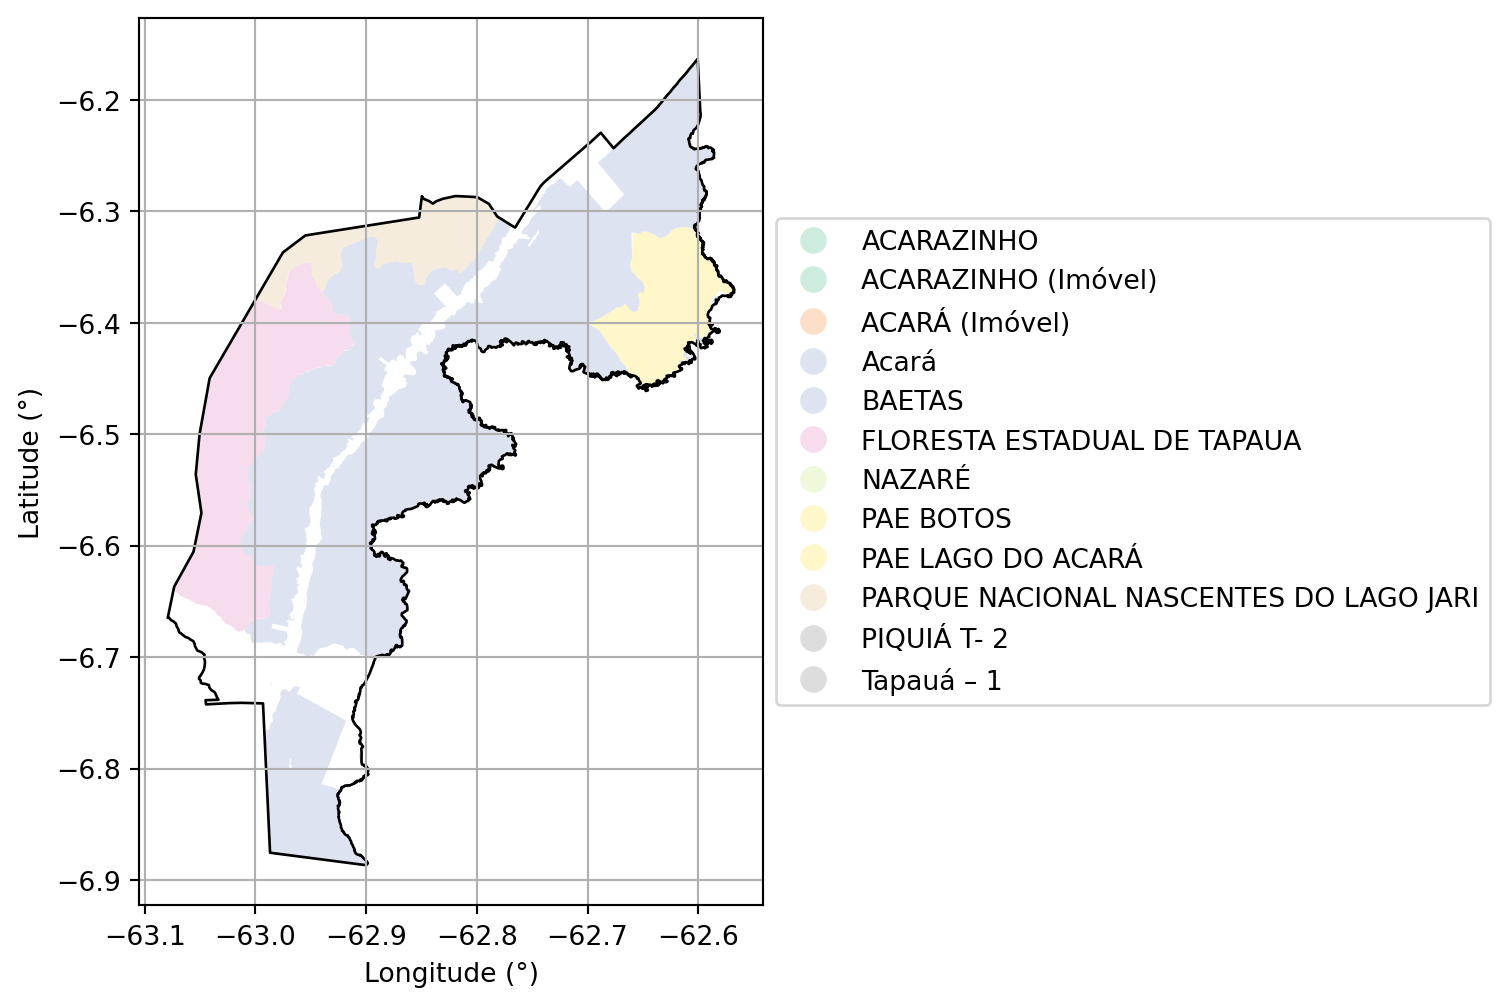 −6.2
−6.3
−6.4
−6.5
−6.6
−6.7
−6.8
−6.9
Latitude (°)
−63.1 −63.0 −62.9 −62.8 −62.7 −62.6
Longitude (°)
ACARAZINHO
ACARAZINHO (Imóvel)
ACARÁ (Imóvel)
Acará
BAETAS
FLORESTA ESTADUAL DE TAPAUA
NAZARÉ
PAE BOTOS
PAE LAGO DO ACARÁ
PARQUE NACIONAL NASCENTES DO LAGO JARI
PIQUIÁ T- 2
Tapauá – 1